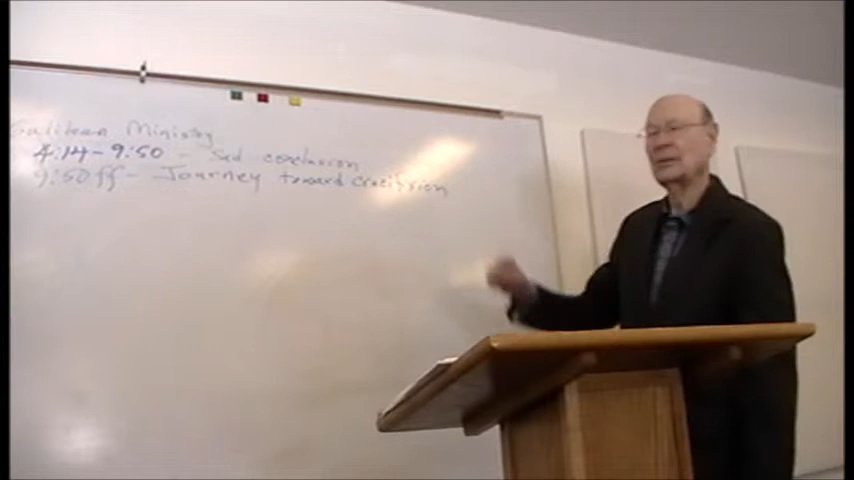 Galilean Ministry
4:14-9:50 - Sad conclusion
9:50ff - Journey toward crucifixion